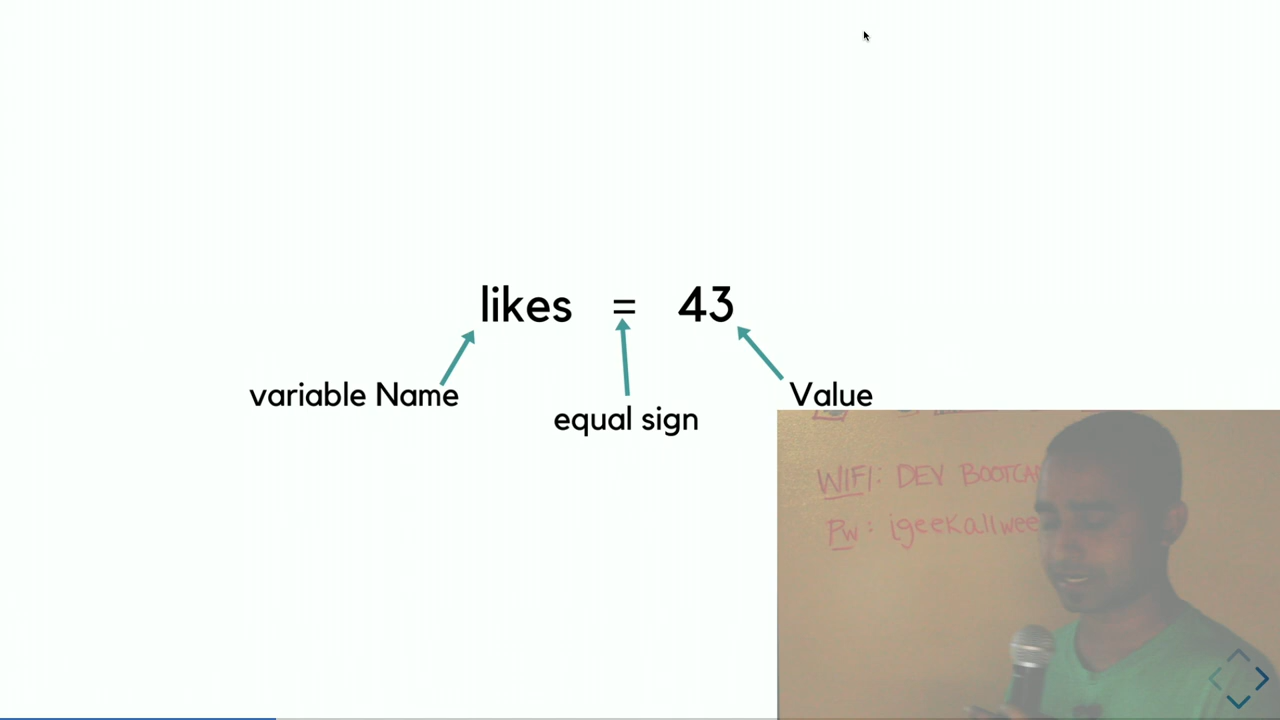 likes = 43
variable Name
equal sign
Value
WIFI: DEV
Pw: